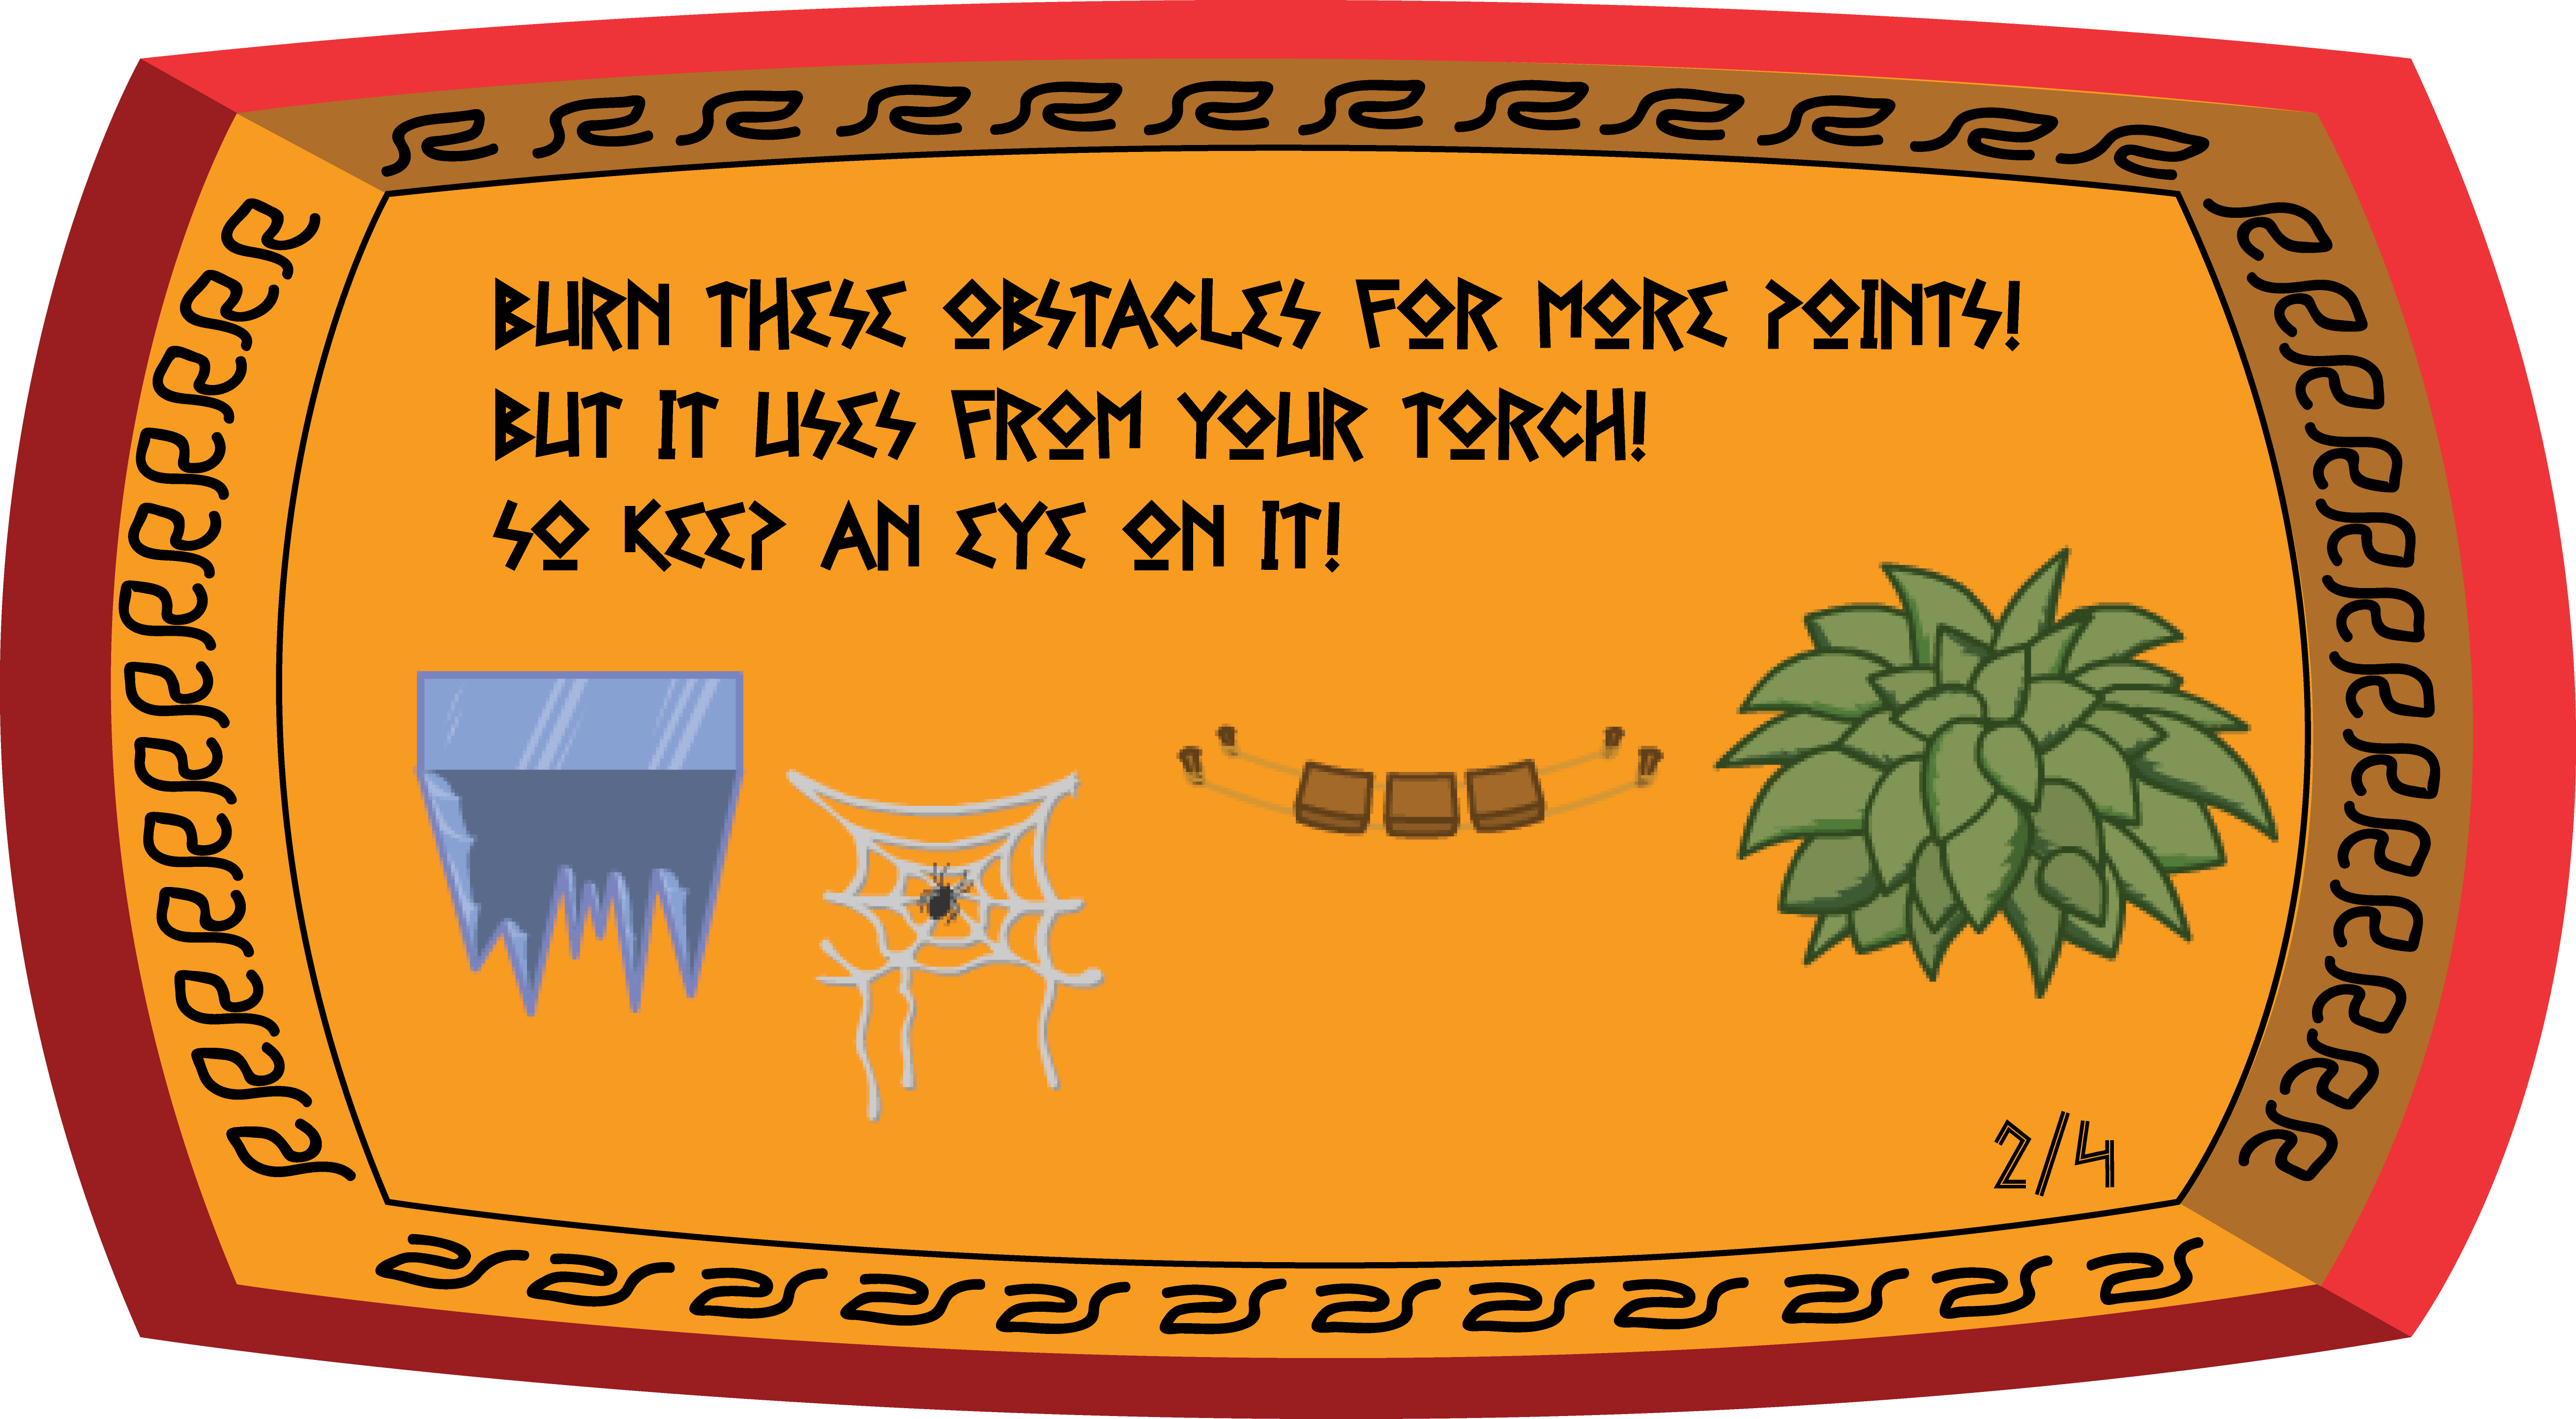 BURN THESE OBSTACLES FOR MORE POINTS!
BUT IT USES FROM YOUR TORCH!
SO KEEP AN EYE ON IT!
2/4